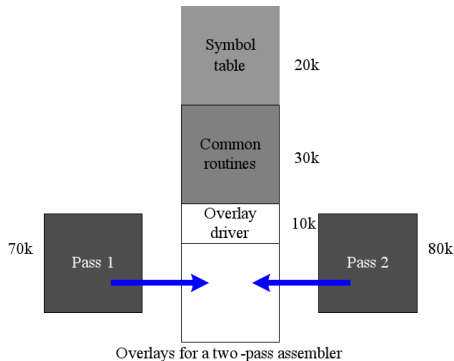 Symbol
table
20k
Common
routines
30k
Overlay
driver
10k
70k
Pass 1
Pass 2
80k
Overlays for a two -pass assembler